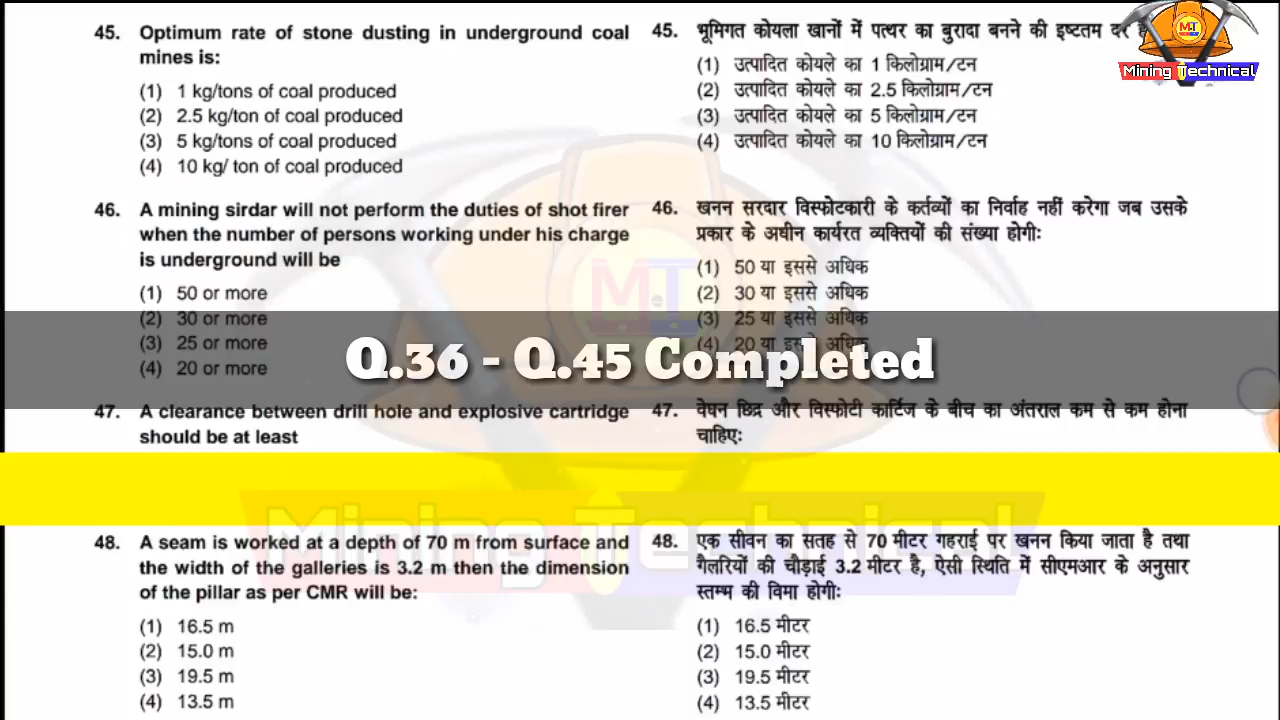 45. Optimum rate of stone dusting in underground coal
mines is:
(1) 1 kg/tons of coal produced
(2) 2.5 kg/ton of coal produced
(3) 5 kg/tons of coal produced
(4) 10 kg/ ton of coal produced
46. A mining sirdar will not perform the duties of shot firer
when the number of persons working under his charge
is underground will be
(1) 50 or more
(2) 30 or more
(3) 25 or more
(4) 20 or more
47. A clearance between drill hole and explosive cartridge
should be at least
48. A seam is worked at a depth of 70 m from surface and
the width of the galleries is 3.2 m then the dimension
of the pillar as per CMR will be:
(1) 16.5 m
(2) 15.0 m
(3) 19.5 m
(4) 13.5 m
45. भूमिगत कोयला खानों में पत्थर का बुरादा बनने की इष्टतम दर है
(1) उत्पादित कोयले का 1 किलोग्राम/टन
(2) उत्पादित कोयले का 2.5 किलोग्राम/टन
(3) उत्पादित कोयले का 5 किलोग्राम/टन
(4) उत्पादित कोयले का 10 किलोग्राम/टन
46. खनन सरदार विस्फोटकारी के कर्तव्यों का निर्वाह नहीं करेगा जब उसके
प्रकार के अधीन कार्यरत व्यक्तियों की संख्या होगीः
(1) 50 या इससे अधिक
(2) 30 या इससे अधिक
(3) 25 या इससे अधिक
(4) 20 या इससे अधिक
47. वेधन छिद्र और विस्फोटी कार्टिज के बीच का अंतराल कम से कम होना
चाहिएः
48. एक सीवन का सतह से 70 मीटर गहराई पर खनन किया जाता है तथा
गैलरियों की चौड़ाई 3.2 मीटर है, ऐसी स्थिति में सीएमआर के अनुसार
स्तम्भ की विमा होगीः
(1) 16.5 मीटर
(2) 15.0 मीटर
(3) 19.5 मीटर
(4) 13.5 मीटर
Q.36 - Q.45 Completed
MT
Mining Technical
MT
Mining Technical